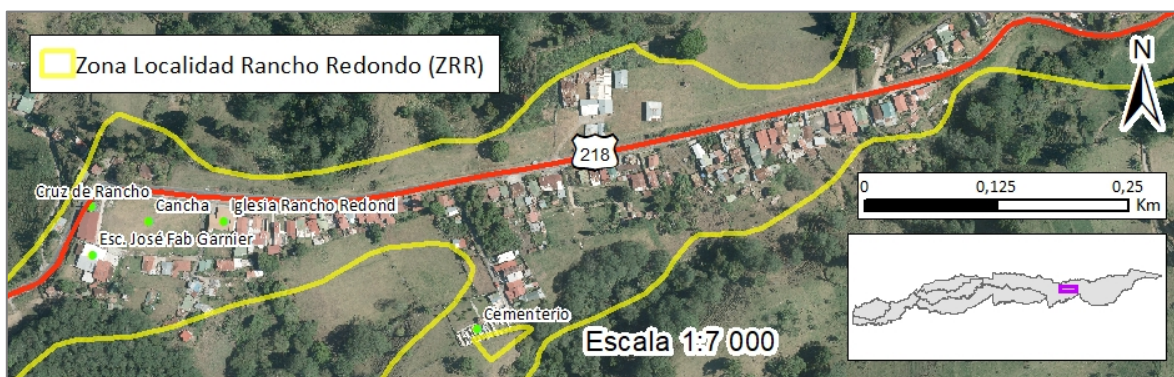 Zona Localidad Rancho Redondo (ZRR)
N
218
0 0,125 0,25
Km
Cruz de Rancho
Cancha
Iglesia Rancho Redond
Esc. José Fab Garnier
Cementerio
Escala 1:7 000